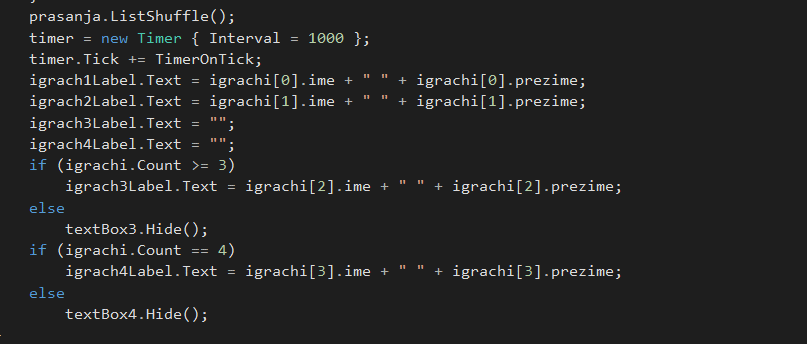 prasanja.ListShuffle();
timer = new Timer { Interval = 1000 };
timer.Tick += TimerOnTick;
igrach1Label.Text = igrachi[0].ime + " " + igrachi[0].prezime;
igrach2Label.Text = igrachi[1].ime + " " + igrachi[1].prezime;
igrach3Label.Text = "";
igrach4Label.Text = "";
if (igrachi.Count >= 3)
    igrach3Label.Text = igrachi[2].ime + " " + igrachi[2].prezime;
else
    textBox3.Hide();
if (igrachi.Count == 4)
    igrach4Label.Text = igrachi[3].ime + " " + igrachi[3].prezime;
else
    textBox4.Hide();